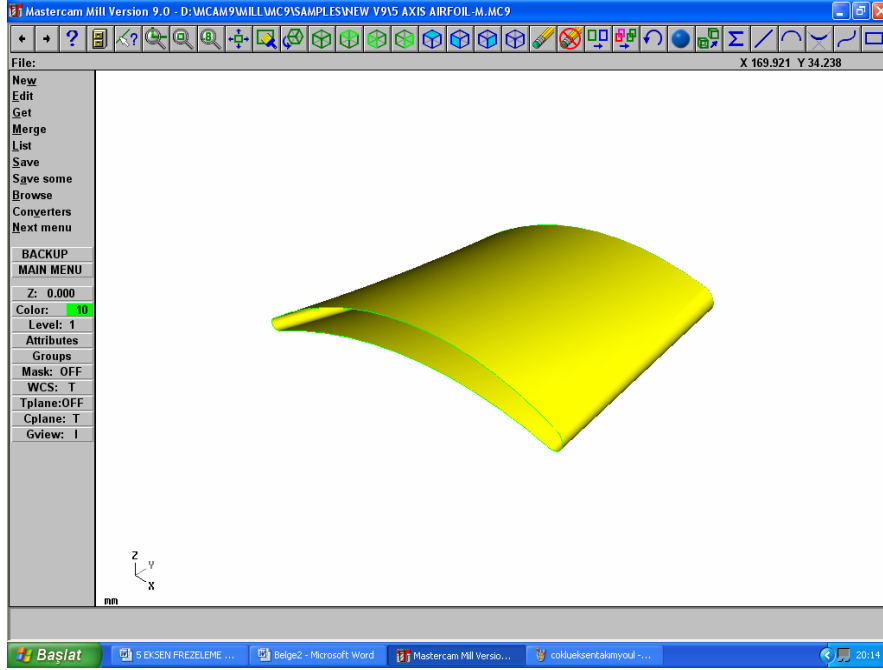 Mastercam Mill Version 9.0 - D:\MCAM9\MILL\MC9\SAMPLES\NEW V9\5 AXIS AIRFOIL-M.MC9
File:
X 169.921 Y 34.238
New
Edit
Get
Merge
List
Save
Save some
Browse
Converters
Next menu
BACKUP
MAIN MENU
Z: 0.000
Color: 10
Level: 1
Attributes
Groups
Mask: OFF
WCS: T
Tplane:OFF
Cplane: T
Gview: I
Z
Y
X
mm
Başlat
5 EKSEN FREZELEME ...
Belge2 - Microsoft Word
Mastercam Mill Versio...
coklueksentakımyoul -...
20:14